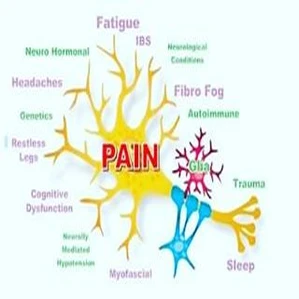 Fatigue
IBS
Neuro Hormonal
Neurological
Conditions
Headaches
Fibro Fog
Genetics
Autoimmune
Restless
Legs
PAIN
Glia
Trauma
Cognitive
Dysfunction
Neurally
Mediated
Hypotension
Myofascial
Sleep